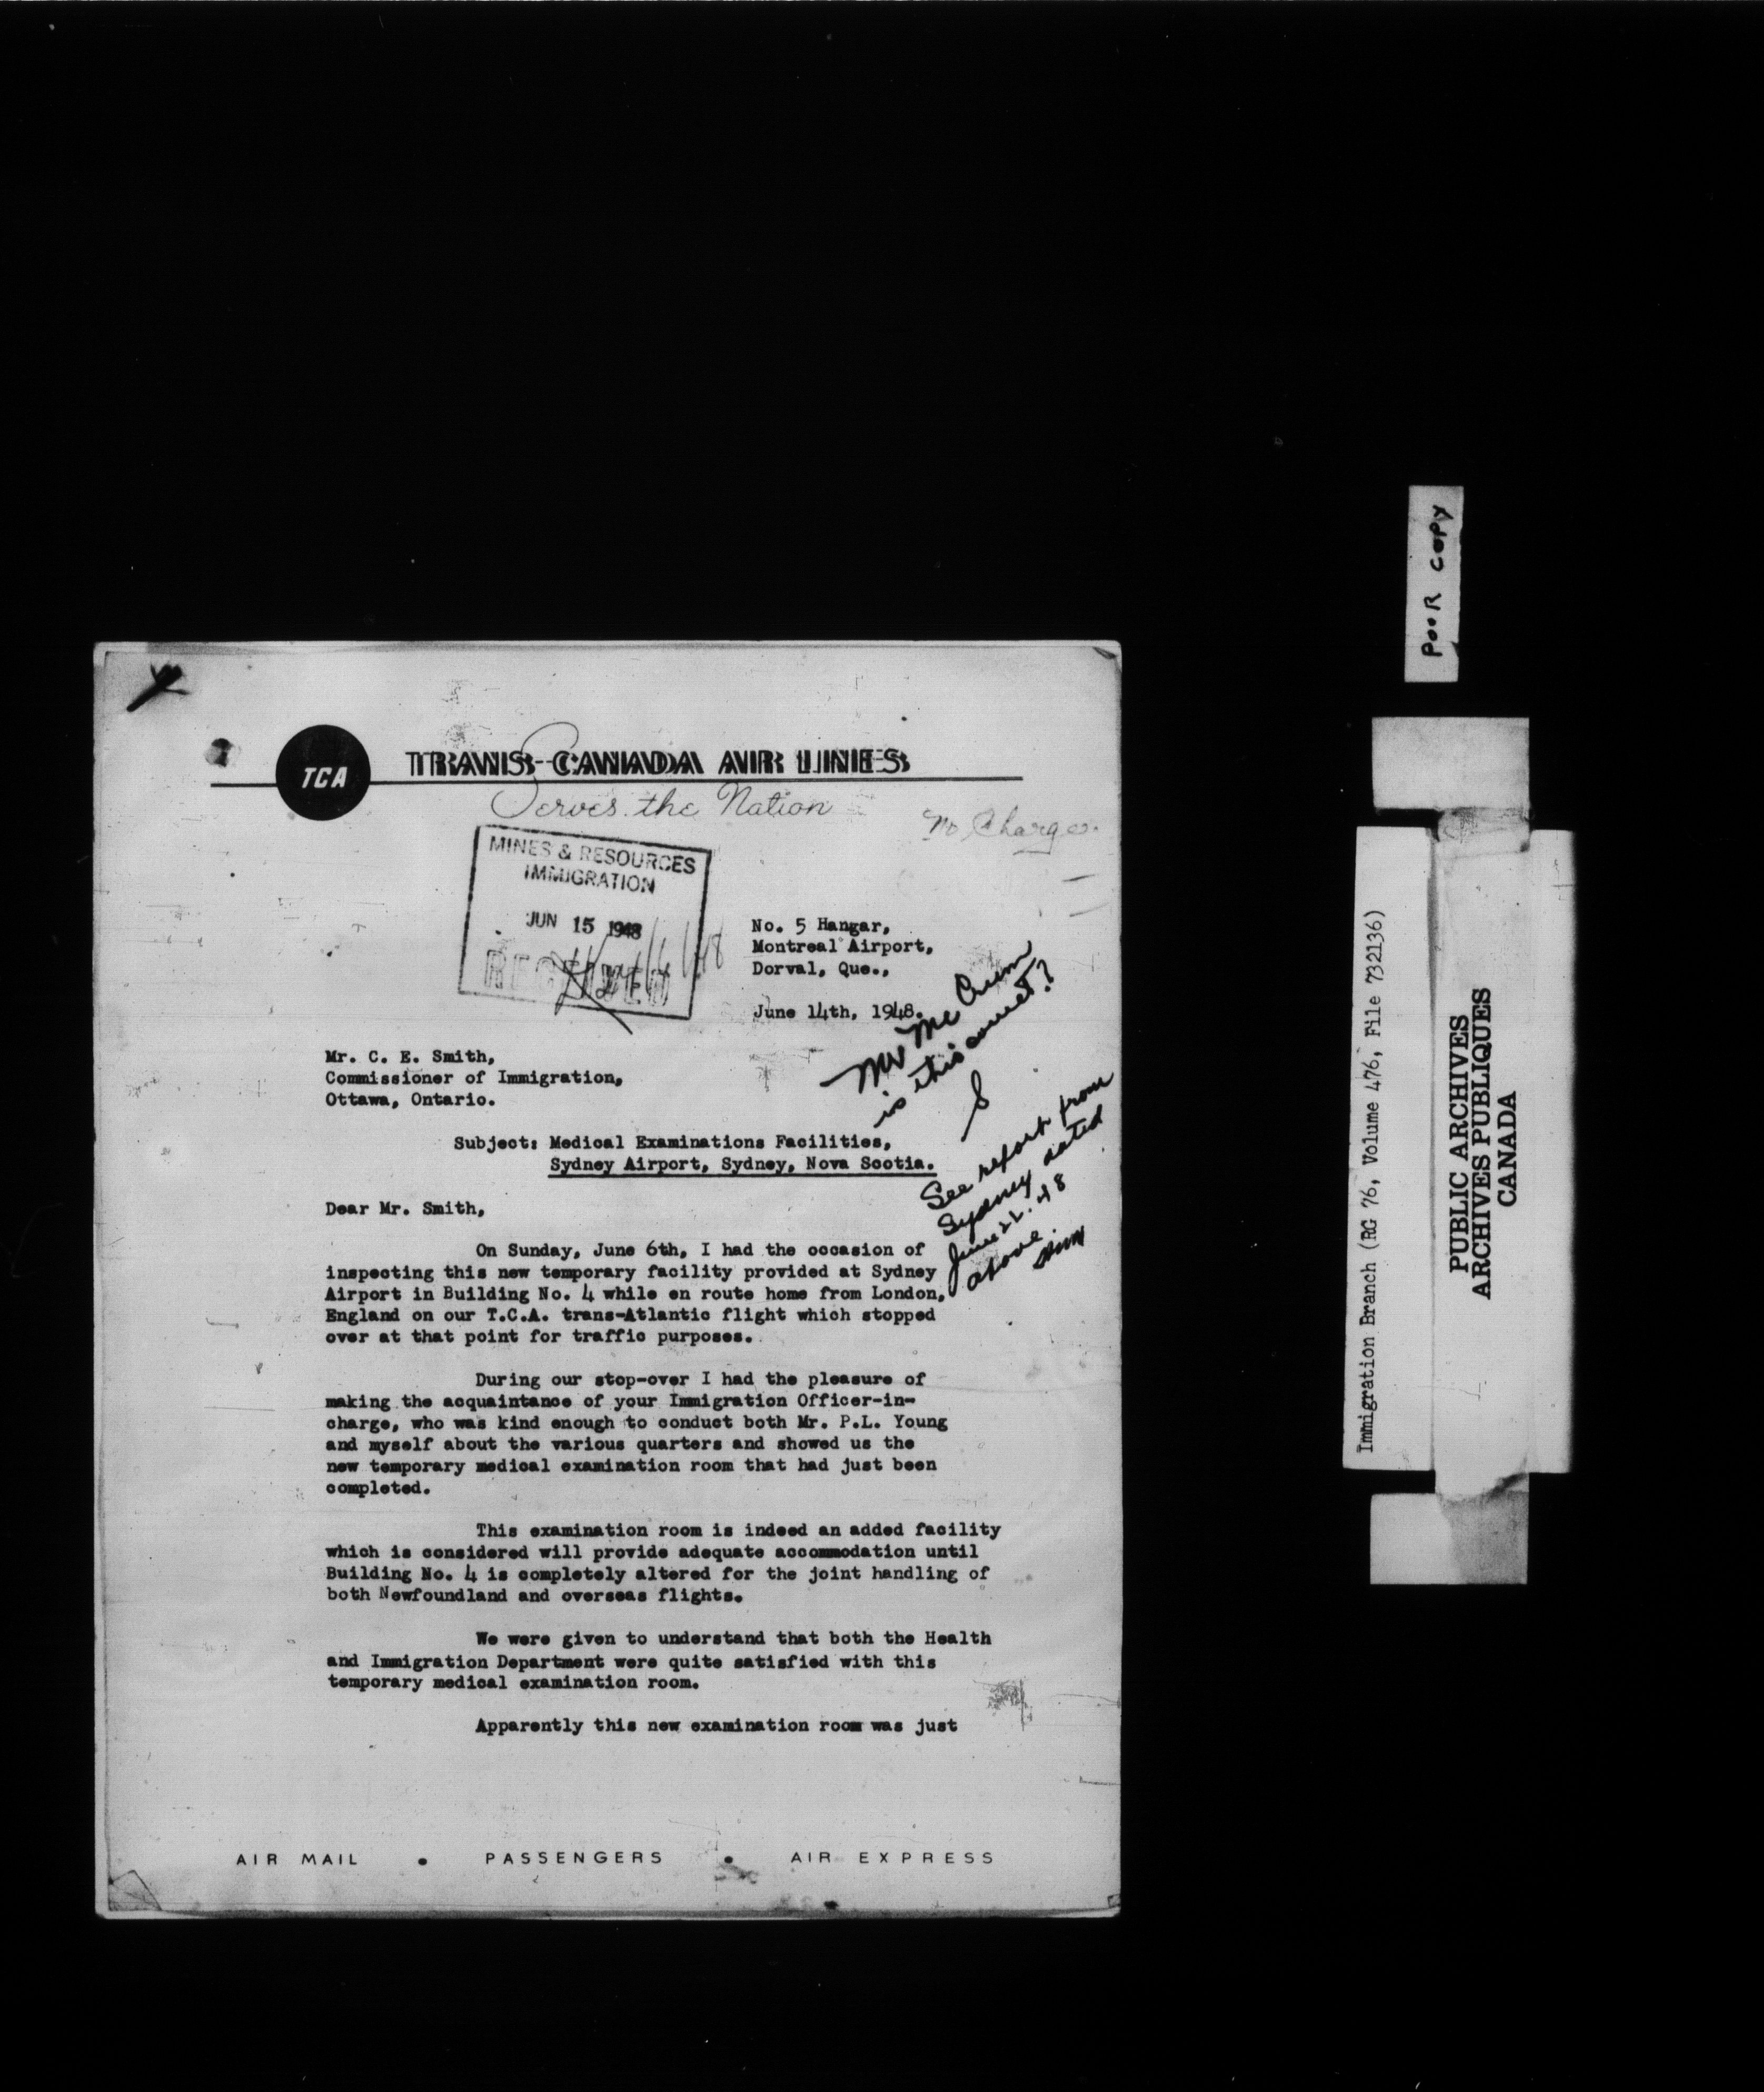 TCA
TRANS-CANADA AIR LINES
Serves the Nation
No Charge.
MINES & RESOURCES
IMMIGRATION
JUN 15 1948
RECEIVED
No. 5 Hangar,
Montreal Airport,
Dorval, Que.,
June 14th, 1948.
Mr Mc Crum
is this correct?
S
Mr. C. E. Smith,
Commissioner of Immigration,
Ottawa, Ontario.
See report from
Sydney dated
June 22. 48
above.
Subject: Medical Examinations Facilities,
Sydney Airport, Sydney, Nova Scotia.
Dear Mr. Smith,
On Sunday, June 6th, I had the occasion of
inspecting this new temporary facility provided at Sydney
Airport in Building No. 4 while en route home from London,
England on our T.C.A. trans-Atlantic flight which stopped
over at that point for traffic purposes.
During our stop-over I had the pleasure of
making the acquaintance of your Immigration Officer-in-
charge, who was kind enough to conduct both Mr. P.L. Young
and myself about the various quarters and showed us the
new temporary medical examination room that had just been
completed.
This examination room is indeed an added facility
which is considered will provide adequate accommodation until
Building No. 4 is completely altered for the joint handling of
both Newfoundland and overseas flights.
We were given to understand that both the Health
and Immigration Department were quite satisfied with this
temporary medical examination room.
Apparently this new examination room was just
AIR MAIL • PASSENGERS • AIR EXPRESS
POOR COPY
Immigration Branch (RG 76, Volume 476, File 732136)
PUBLIC ARCHIVES
ARCHIVES PUBLIQUES
CANADA